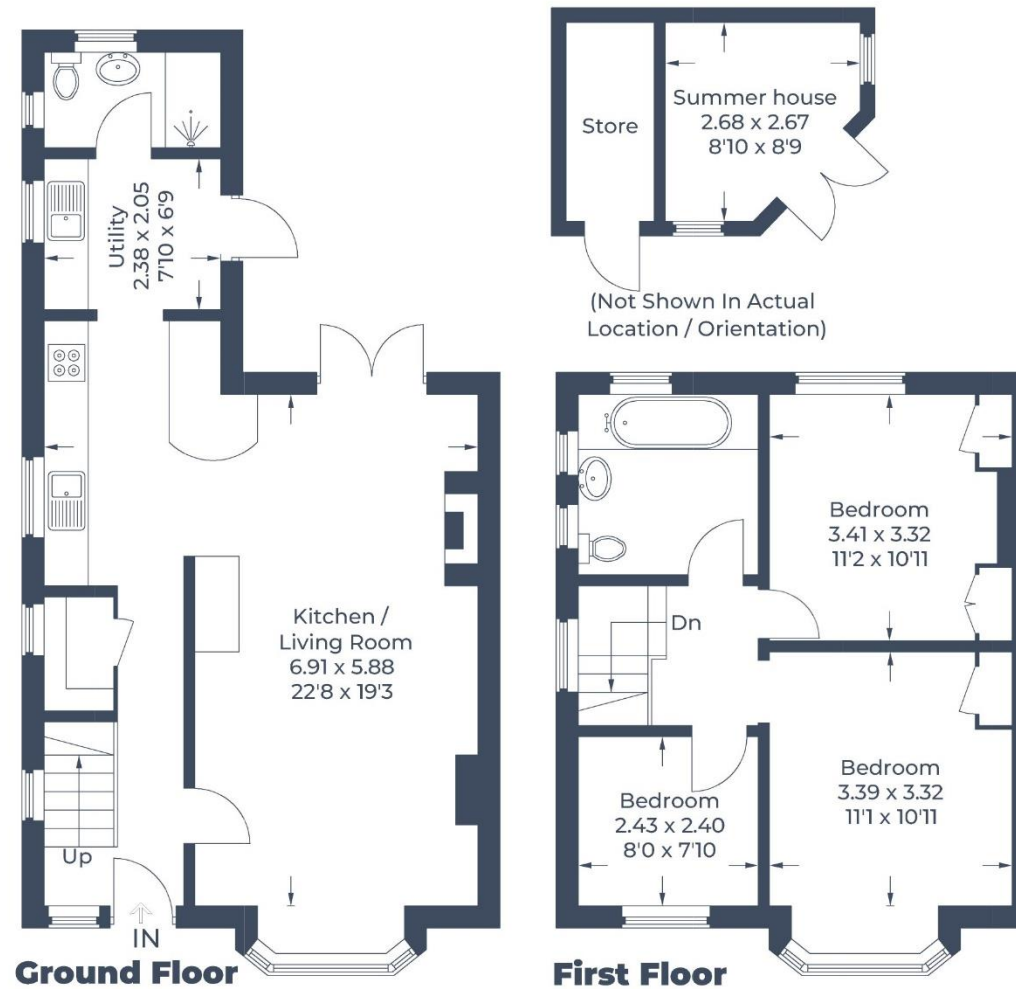 Utility
2.38 x 2.05
7'10 x 6'9
Kitchen /
Living Room
6.91 x 5.88
22'8 x 19'3
Up
IN
Ground Floor
Store
Summer house
2.68 x 2.67
8'10 x 8'9
(Not Shown In Actual
Location / Orientation)
Bedroom
3.41 x 3.32
11'2 x 10'11
Dn
Bedroom
2.43 x 2.40
8'0 x 7'10
Bedroom
3.39 x 3.32
11'1 x 10'11
First Floor